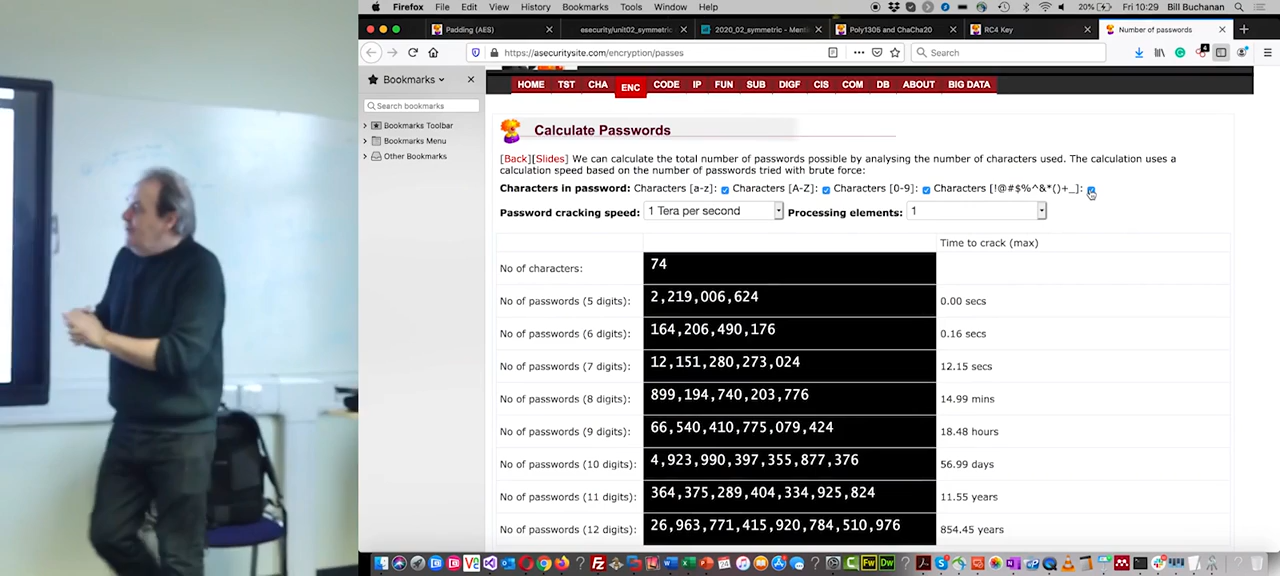 Firefox File Edit View History Bookmarks Tools Window Help
20% Fri 10:29 Bill Buchanan
Padding (AES) esecurity/unit02_symmetric 2020_02_symmetric - Menti Poly1305 and ChaCha20 RC4 Key Number of passwords
https://asecuritysite.com/encryption/passes
Search
Bookmarks
Search bookmarks
Bookmarks Toolbar
Bookmarks Menu
Other Bookmarks
HOME TST CHA ENC CODE IP FUN SUB DIGF CIS COM DB ABOUT BIG DATA
Calculate Passwords
[Back][Slides] We can calculate the total number of passwords possible by analysing the number of characters used. The calculation uses a
calculation speed based on the number of passwords tried with brute force:
Characters in password: Characters [a-z]: Characters [A-Z]: Characters [0-9]: Characters [!@#$%^&*()+_]:
Password cracking speed: 1 Tera per second Processing elements: 1
Time to crack (max)
No of characters: 74
No of passwords (5 digits): 2,219,006,624 0.00 secs
No of passwords (6 digits): 164,206,490,176 0.16 secs
No of passwords (7 digits): 12,151,280,273,024 12.15 secs
No of passwords (8 digits): 899,194,740,203,776 14.99 mins
No of passwords (9 digits): 66,540,410,775,079,424 18.48 hours
No of passwords (10 digits): 4,923,990,397,355,877,376 56.99 days
No of passwords (11 digits): 364,375,289,404,334,925,824 11.55 years
No of passwords (12 digits): 26,963,771,415,920,784,510,976 854.45 years